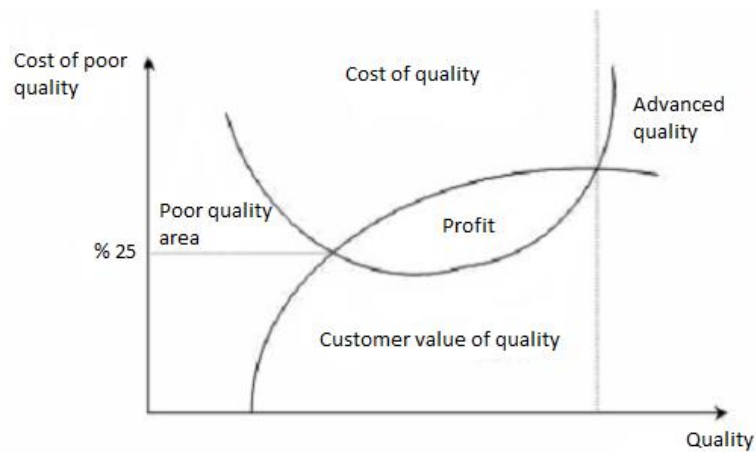 Cost of poor
quality
Cost of quality
Advanced
quality
Poor quality
area
Profit
% 25
Customer value of quality
Quality